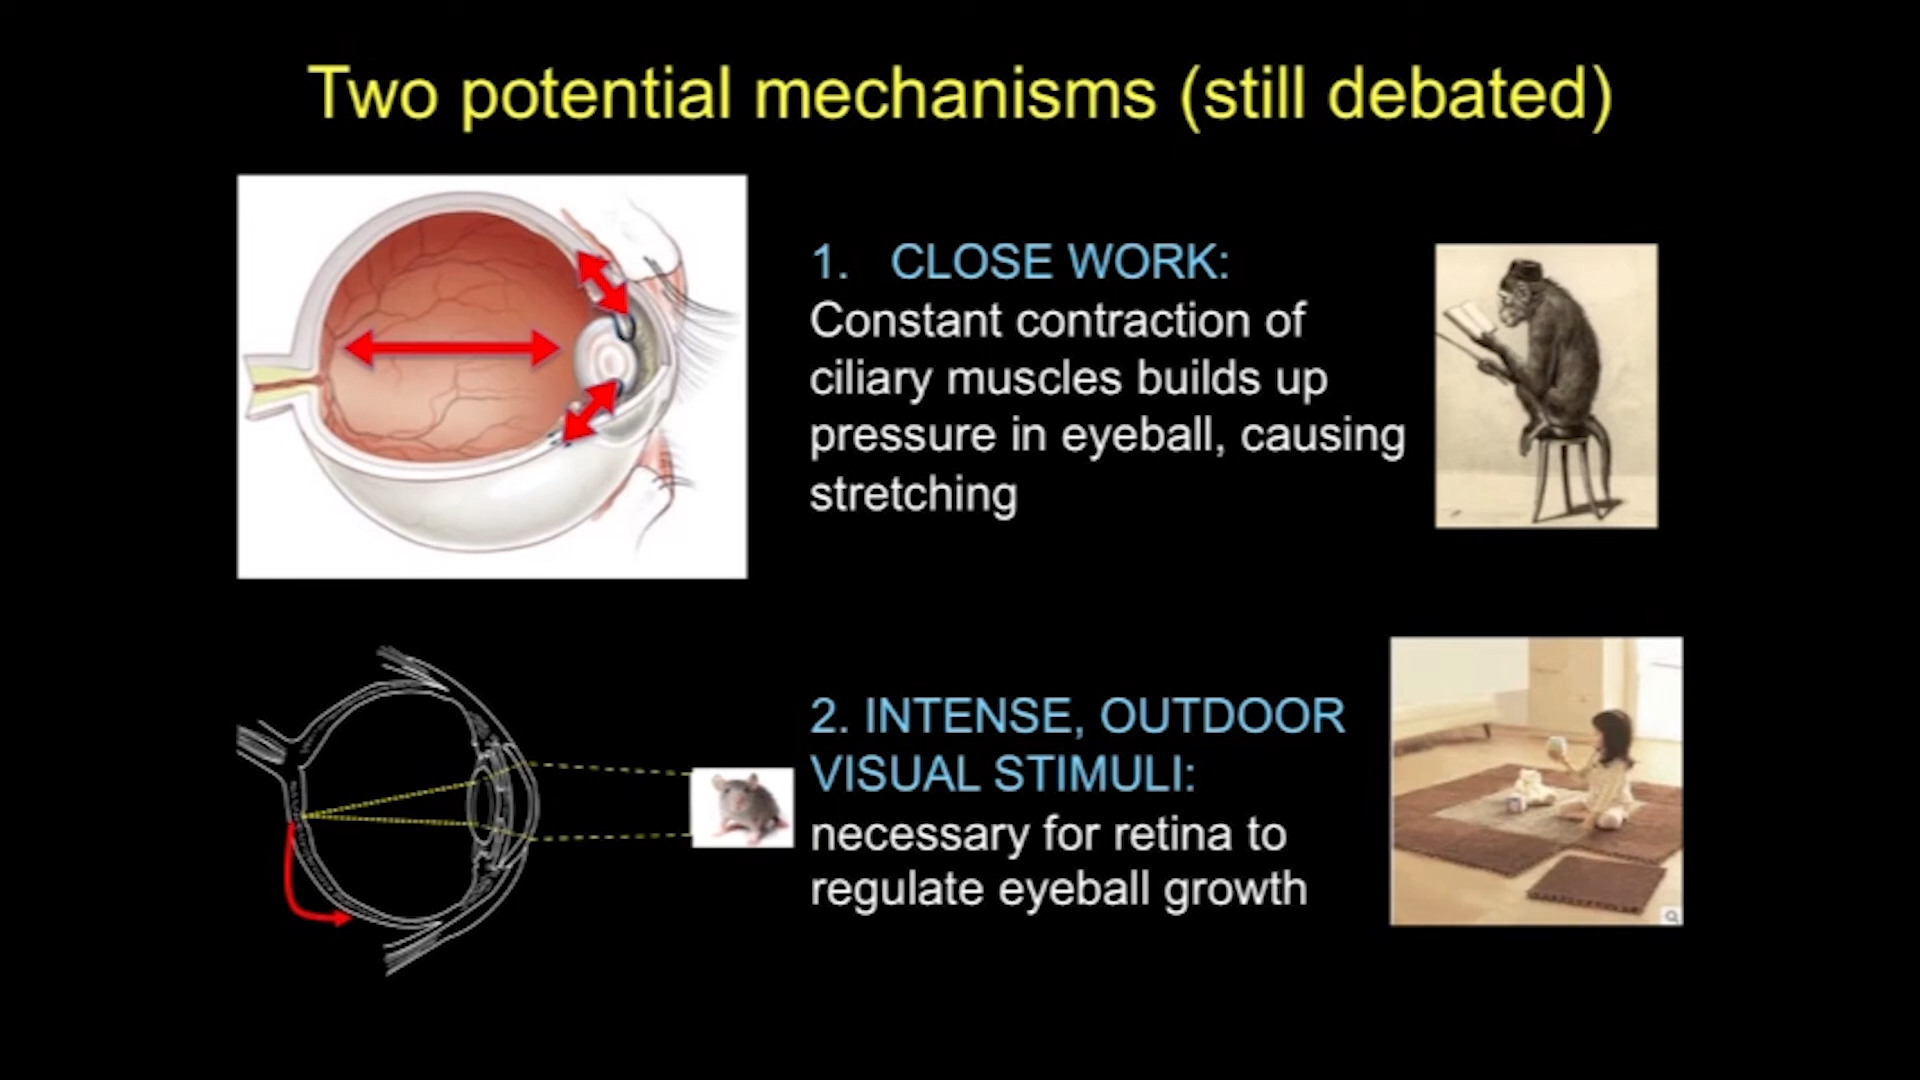 Two potential mechanisms (still debated)
1. CLOSE WORK:
Constant contraction of
ciliary muscles builds up
pressure in eyeball, causing
stretching
2. INTENSE, OUTDOOR
VISUAL STIMULI:
necessary for retina to
regulate eyeball growth